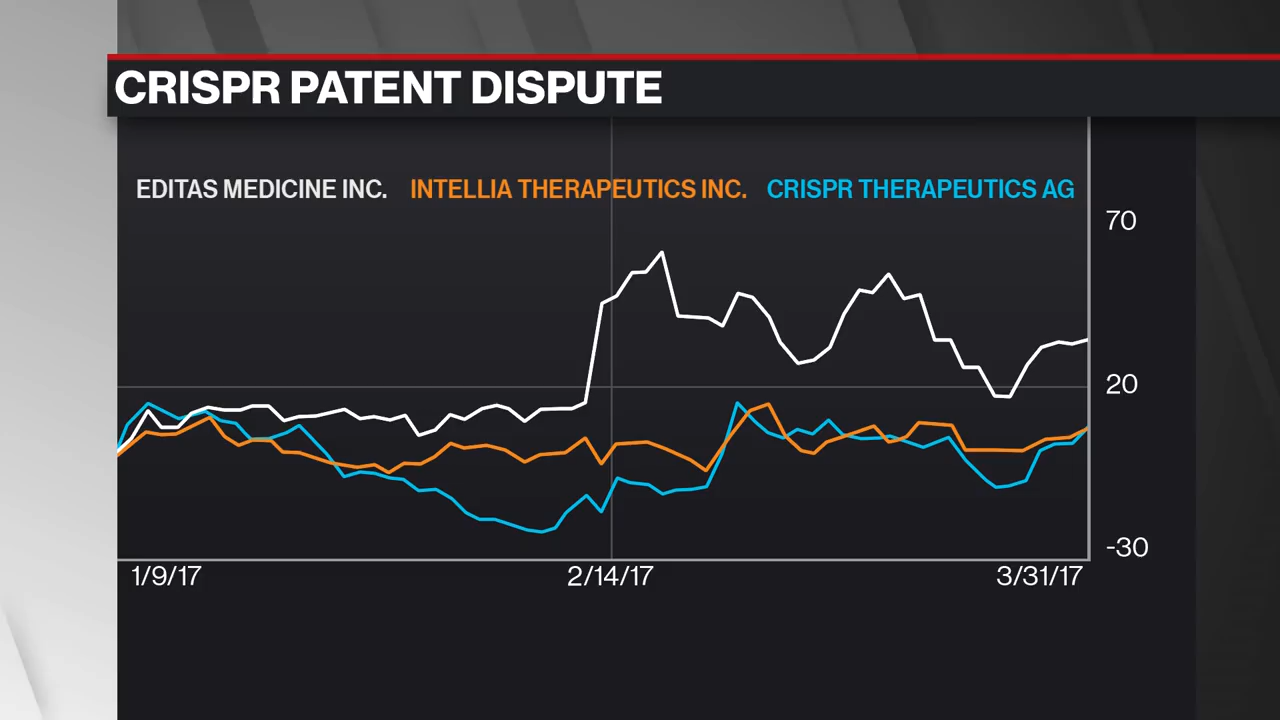 CRISPR PATENT DISPUTE
EDITAS MEDICINE INC. INTELLIA THERAPEUTICS INC. CRISPR THERAPEUTICS AG
70
20
-30
1/9/17 2/14/17 3/31/17